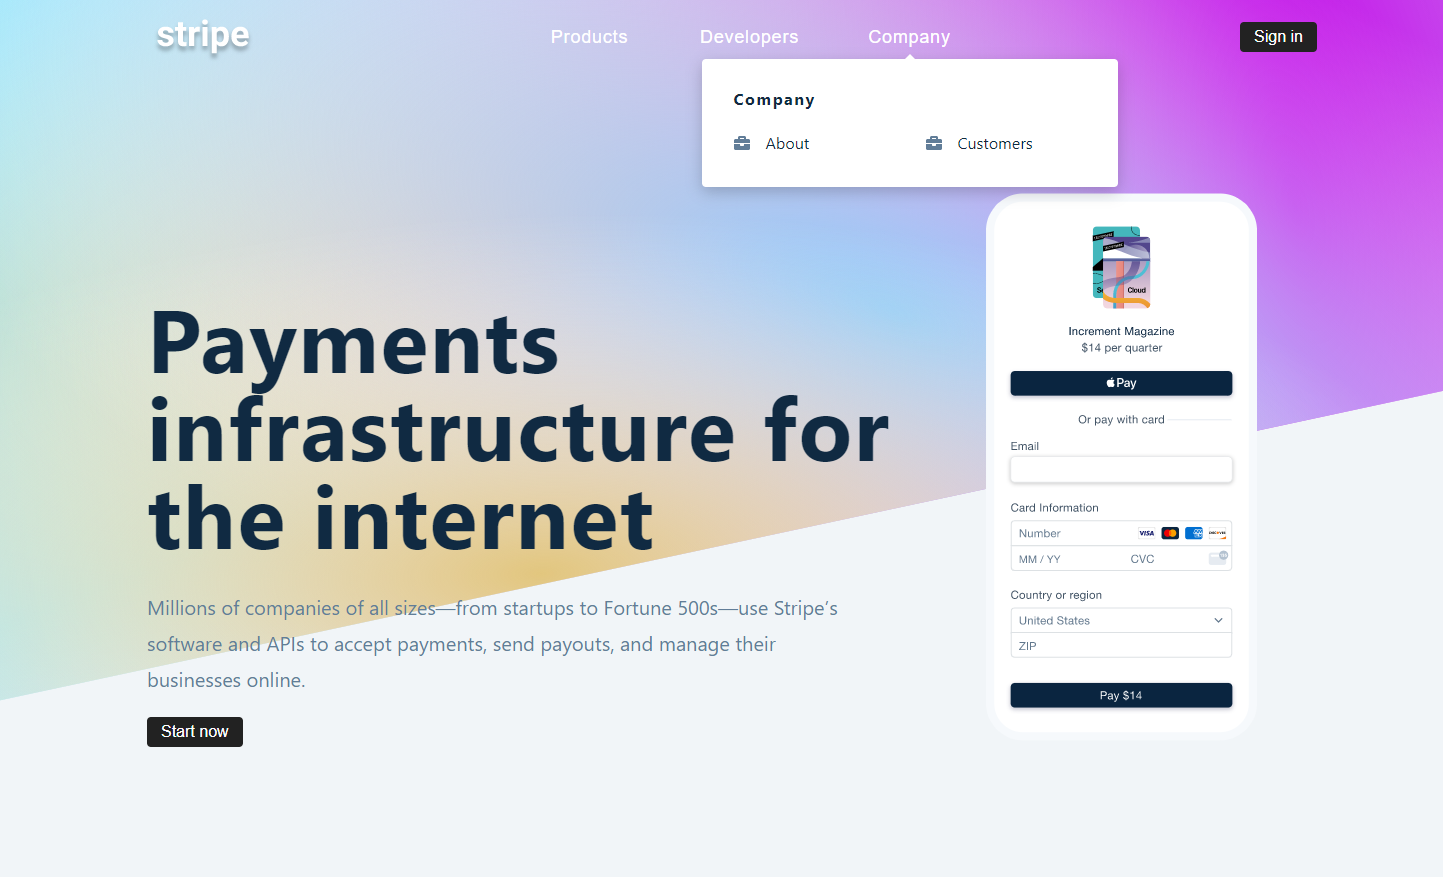 stripe
Products
Developers
Company
Sign in
Company
About
Customers
Payments
infrastructure for
the internet
Millions of companies of all sizes—from startups to Fortune 500s—use Stripe’s
software and APIs to accept payments, send payouts, and manage their
businesses online.
Start now
Cloud
Increment Magazine
$14 per quarter
Pay
Or pay with card
Email
Card Information
Number
VISA
MM / YY
CVC
Country or region
United States
ZIP
Pay $14